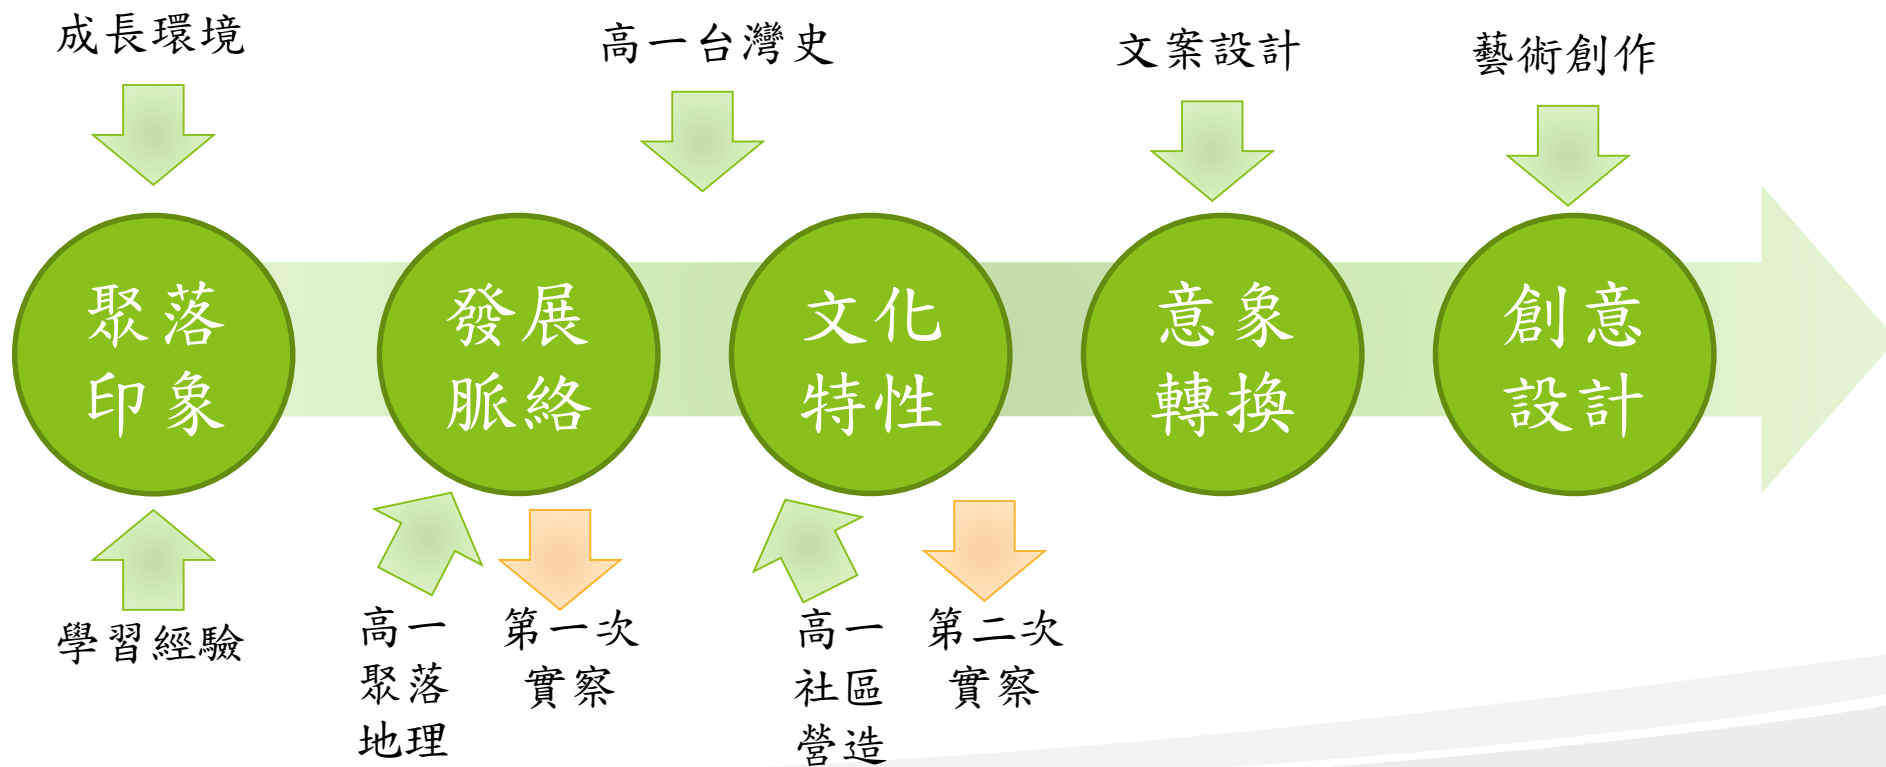 成長環境
高一台灣史
文案設計
藝術創作
聚落
印象
發展
脈絡
文化
特性
意象
轉換
創意
設計
學習經驗
高一
聚落
地理
第一次
實察
高一
社區
營造
第二次
實察